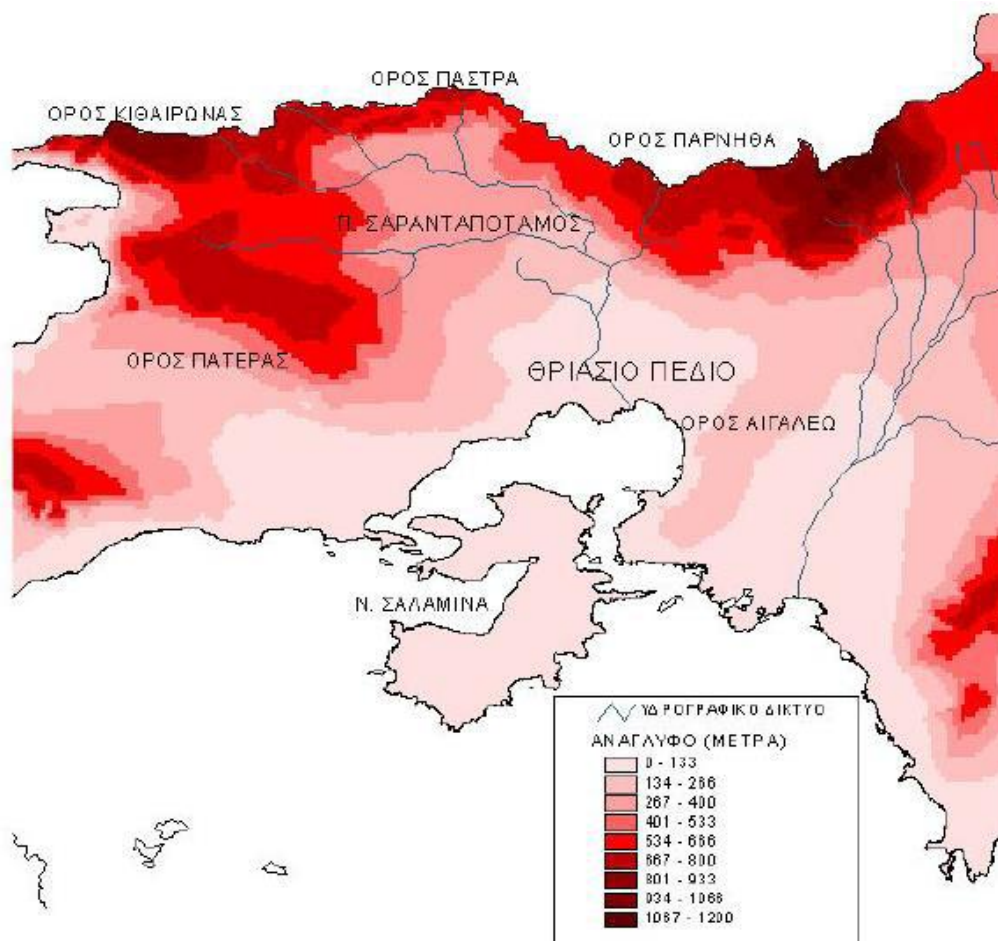 ΟΡΟΣ ΠΑΣΤΡΑ
ΟΡΟΣ ΚΙΘΑΙΡΩΝΑΣ
ΟΡΟΣ ΠΑΡΝΗΘΑ
Π. ΣΑΡΑΝΤΑΠΟΤΑΜΟΣ
ΟΡΟΣ ΠΑΤΕΡΑΣ
ΘΡΙΑΣΙΟ ΠΕΔΙΟ
ΟΡΟΣ ΑΙΓΑΛΕΩ
Ν. ΣΑΛΑΜΙΝΑ
ΥΔΡΟΓΡΑΦΙΚΟ ΔΙΚΤΥΟ
ΑΝΑΓΛΥΦΟ (ΜΕΤΡΑ)
0 - 133
134 - 266
267 - 400
401 - 533
534 - 666
667 - 800
801 - 933
934 - 1066
1067 - 1200